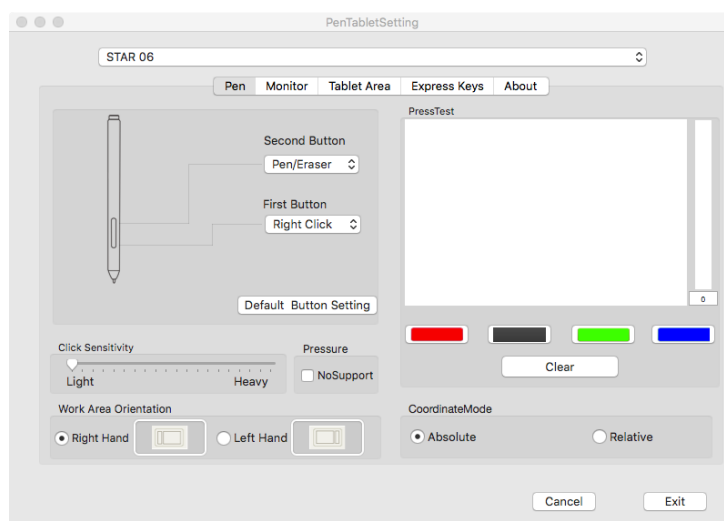 PenTabletSetting
STAR 06
Pen Monitor Tablet Area Express Keys About
Second Button
Pen/Eraser
First Button
Right Click
Default Button Setting
PressTest
0
Clear
Click Sensitivity
Light Heavy
Pressure
NoSupport
Work Area Orientation
Right Hand Left Hand
CoordinateMode
Absolute Relative
Cancel Exit